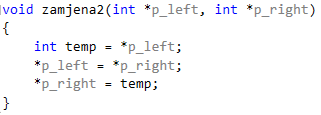 void zamjena2(int *p_left, int *p_right)
{
    int temp = *p_left;
    *p_left = *p_right;
    *p_right = temp;
}